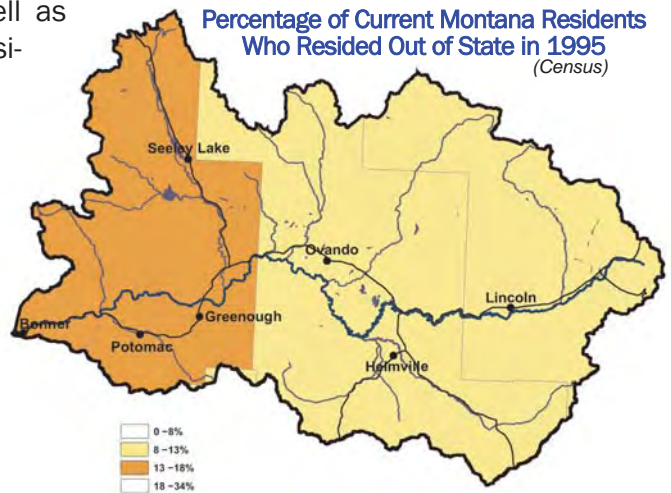 ell as
si-
Percentage of Current Montana Residents
Who Resided Out of State in 1995
(Census)
Seeley Lake
Ovando
Lincoln
Bonner
Greenough
Potomac
Helmville
0 –8%
8 –13%
13 –18%
18 –34%